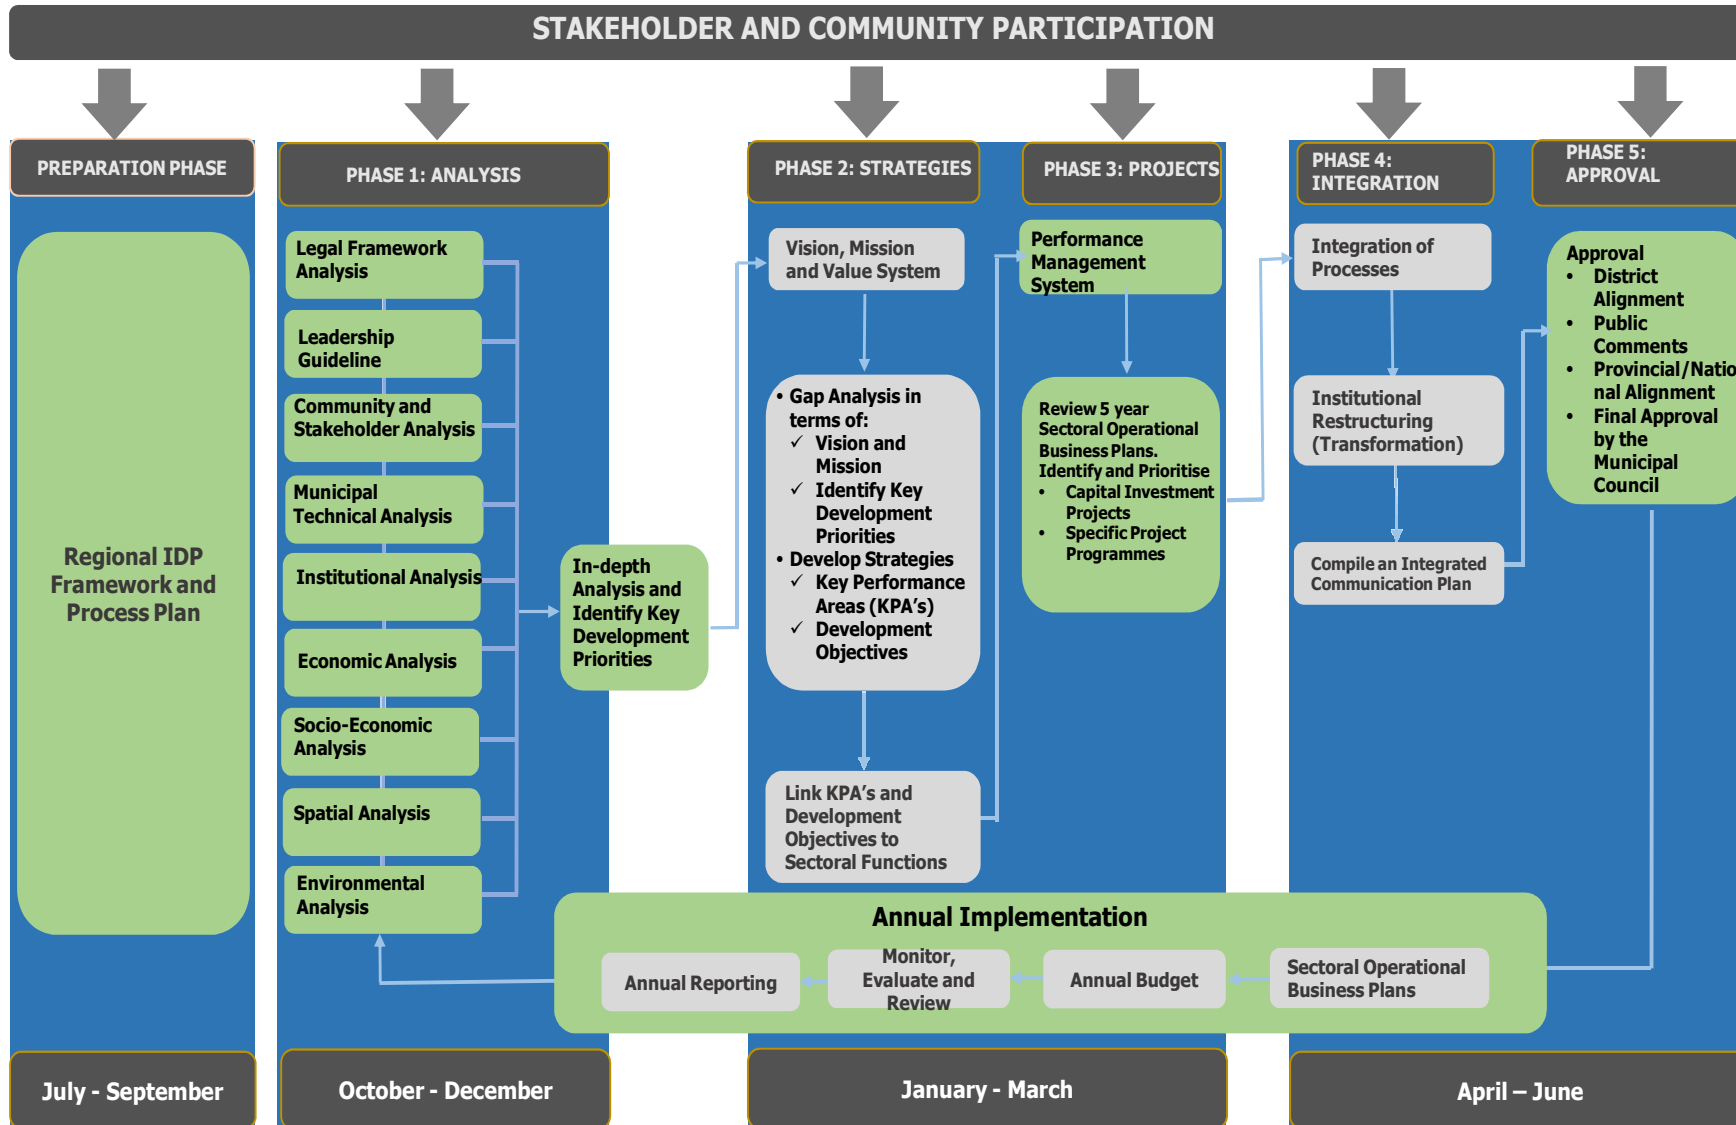 STAKEHOLDER AND COMMUNITY PARTICIPATION
PREPARATION PHASE
Regional IDP
Framework and
Process Plan
July - September
PHASE 1: ANALYSIS
Legal Framework
Analysis
Leadership
Guideline
Community and
Stakeholder Analysis
Municipal
Technical Analysis
Institutional Analysis
Economic Analysis
Socio-Economic
Analysis
Spatial Analysis
Environmental
Analysis
In-depth
Analysis and
Identify Key
Development
Priorities
October - December
PHASE 2: STRATEGIES
Vision, Mission
and Value System
• Gap Analysis in
terms of:
✓ Vision and
Mission
✓ Identify Key
Development
Priorities
• Develop Strategies
✓ Key Performance
Areas (KPA's)
✓ Development
Objectives
Link KPA's and
Development
Objectives to
Sectoral Functions
PHASE 3: PROJECTS
Performance
Management
System
Review 5 year
Sectoral Operational
Business Plans.
Identify and Prioritise
• Capital Investment
Projects
• Specific Project
Programmes
January - March
PHASE 4:
INTEGRATION
Integration of
Processes
Institutional
Restructuring
(Transformation)
Compile an Integrated
Communication Plan
PHASE 5:
APPROVAL
Approval
• District
Alignment
• Public
Comments
• Provincial/Natio
nal Alignment
• Final Approval
by the
Municipal
Council
April – June
Annual Implementation
Annual Reporting
Monitor,
Evaluate and
Review
Annual Budget
Sectoral Operational
Business Plans